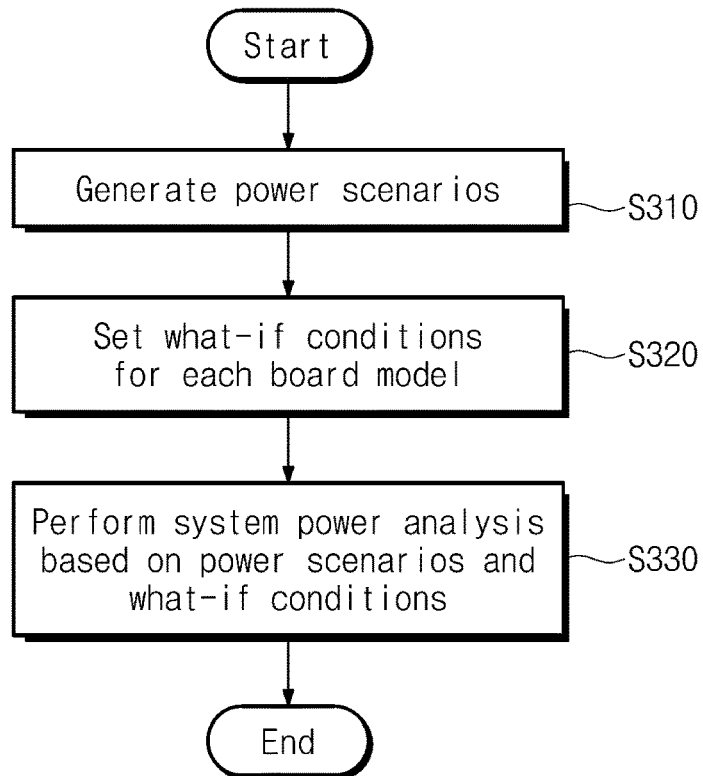 Start
Generate power scenarios
S310
Set what-if conditions
for each board model
S320
Perform system power analysis
based on power scenarios and
what-if conditions
S330
End